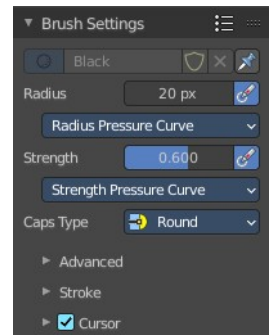 Brush Settings
Black
Radius 20 px
Radius Pressure Curve
Strength 0.600
Strength Pressure Curve
Caps Type Round
Advanced
Stroke
Cursor